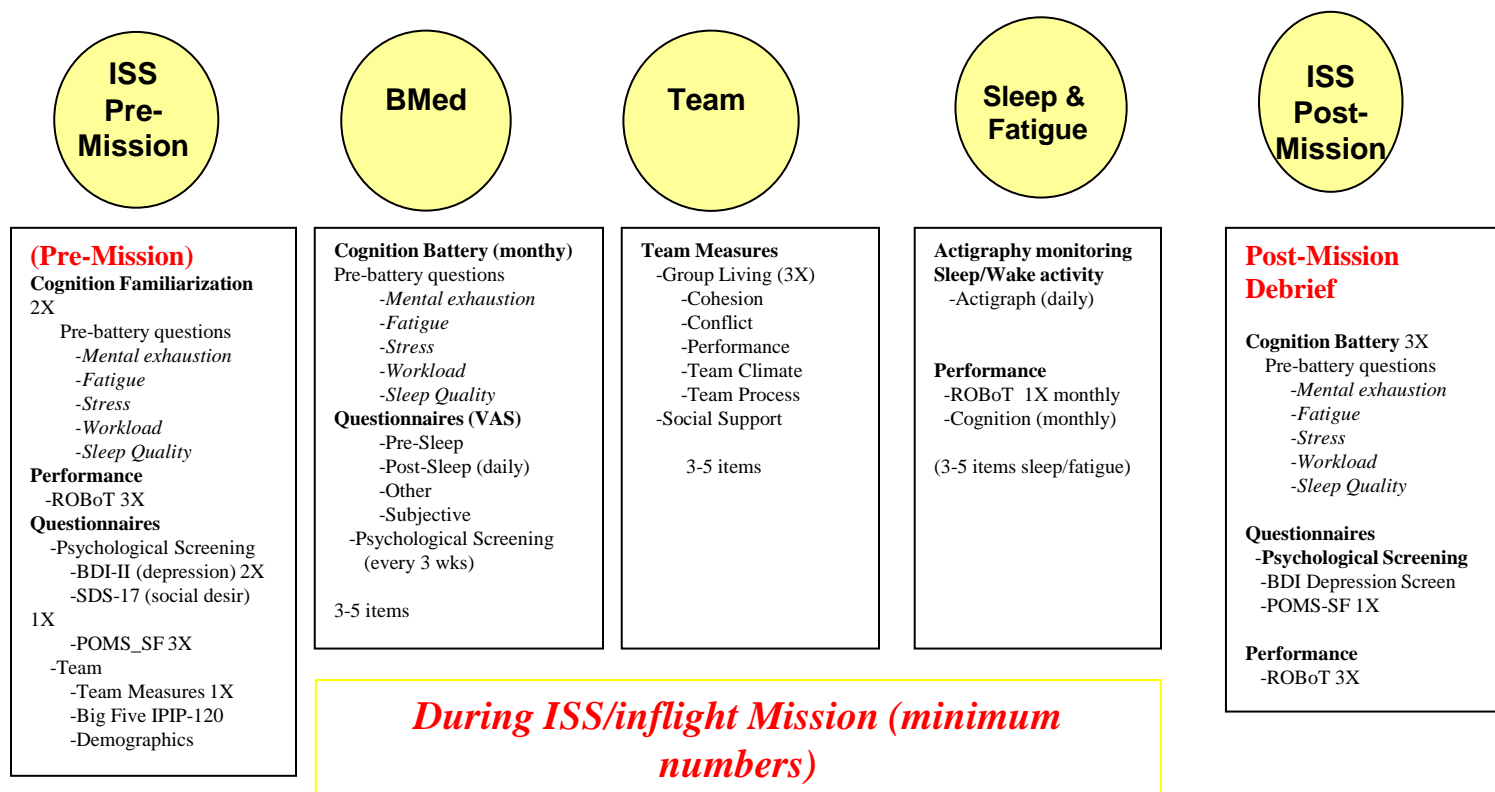 ISS
Pre-
Mission
BMed
Team
Sleep &
Fatigue
ISS
Post-
Mission
(Pre-Mission)
Cognition Familiarization
2X
Pre-battery questions
-Mental exhaustion
-Fatigue
-Stress
-Workload
-Sleep Quality
Performance
-ROBoT 3X
Questionnaires
-Psychological Screening
-BDI-II (depression) 2X
-SDS-17 (social desir)
1X
-POMS_SF 3X
-Team
-Team Measures 1X
-Big Five IPIP-120
-Demographics
Cognition Battery (monthy)
Pre-battery questions
-Mental exhaustion
-Fatigue
-Stress
-Workload
-Sleep Quality
Questionnaires (VAS)
-Pre-Sleep
-Post-Sleep (daily)
-Other
-Subjective
-Psychological Screening
(every 3 wks)
3-5 items
Team Measures
-Group Living (3X)
-Cohesion
-Conflict
-Performance
-Team Climate
-Team Process
-Social Support
3-5 items
Actigraphy monitoring
Sleep/Wake activity
-Actigraph (daily)
Performance
-ROBoT 1X monthly
-Cognition (monthly)
(3-5 items sleep/fatigue)
Post-Mission
Debrief
Cognition Battery 3X
Pre-battery questions
-Mental exhaustion
-Fatigue
-Stress
-Workload
-Sleep Quality
Questionnaires
-Psychological Screening
-BDI Depression Screen
-POMS-SF 1X
Performance
-ROBoT 3X
During ISS/inflight Mission (minimum
numbers)